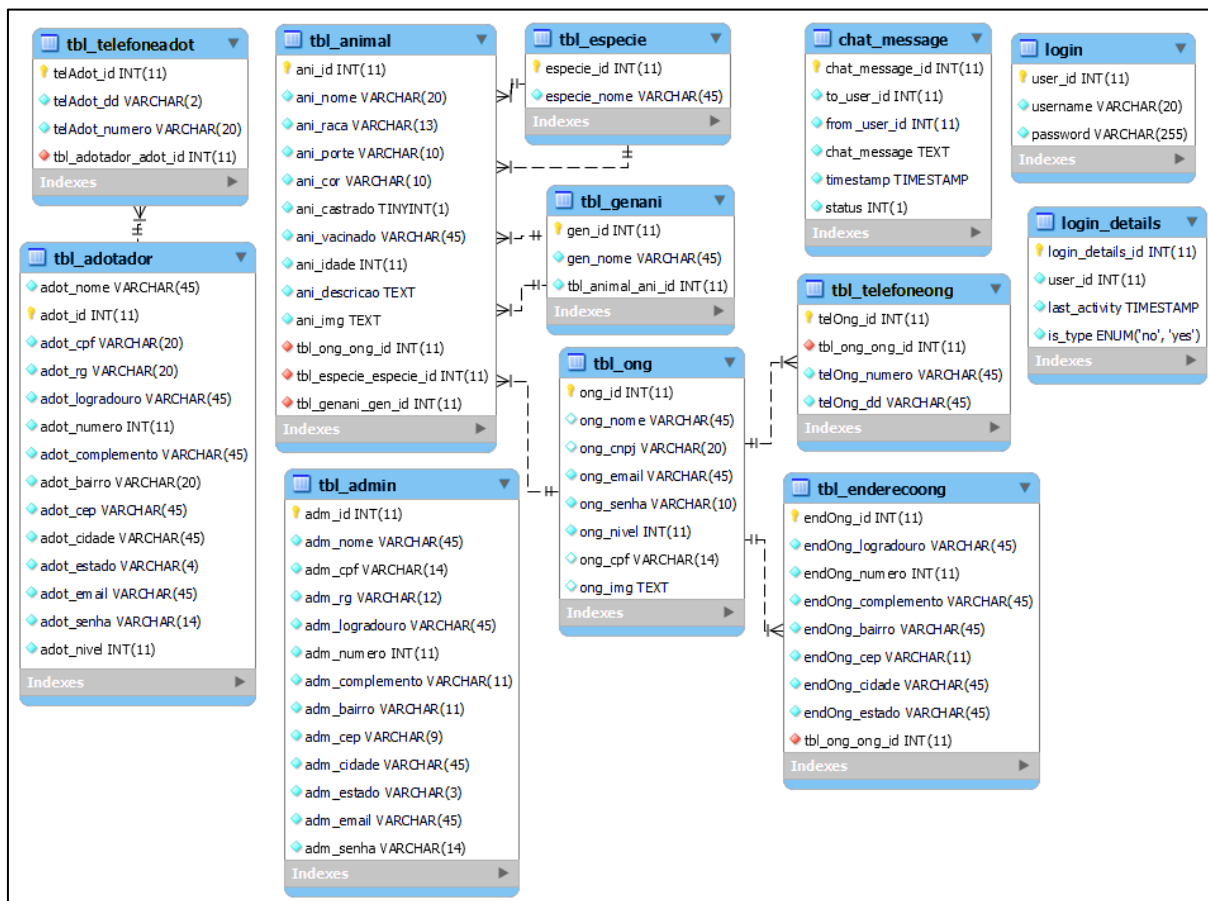 tbl_telefoneadot
telAdot_id INT(11)
telAdot_dd VARCHAR(2)
telAdot_numero VARCHAR(20)
tbl_adotador_adot_id INT(11)
Indexes
tbl_adotador
adot_nome VARCHAR(45)
adot_id INT(11)
adot_cpf VARCHAR(20)
adot_rg VARCHAR(20)
adot_logradouro VARCHAR(45)
adot_numero INT(11)
adot_complemento VARCHAR(45)
adot_bairro VARCHAR(20)
adot_cep VARCHAR(45)
adot_cidade VARCHAR(45)
adot_estado VARCHAR(4)
adot_email VARCHAR(45)
adot_senha VARCHAR(14)
adot_nivel INT(11)
Indexes
tbl_animal
ani_id INT(11)
ani_nome VARCHAR(20)
ani_raca VARCHAR(13)
ani_porte VARCHAR(10)
ani_cor VARCHAR(10)
ani_castrado TINYINT(1)
ani_vacinado VARCHAR(45)
ani_idade INT(11)
ani_descricao TEXT
ani_img TEXT
tbl_ong_ong_id INT(11)
tbl_especie_especie_id INT(11)
tbl_genani_gen_id INT(11)
Indexes
tbl_admin
adm_id INT(11)
adm_nome VARCHAR(45)
adm_cpf VARCHAR(14)
adm_rg VARCHAR(12)
adm_logradouro VARCHAR(45)
adm_numero INT(11)
adm_complemento VARCHAR(11)
adm_bairro VARCHAR(11)
adm_cep VARCHAR(9)
adm_cidade VARCHAR(45)
adm_estado VARCHAR(3)
adm_email VARCHAR(45)
adm_senha VARCHAR(14)
Indexes
tbl_especie
especie_id INT(11)
especie_nome VARCHAR(45)
Indexes
tbl_genani
gen_id INT(11)
gen_nome VARCHAR(45)
tbl_animal_ani_id INT(11)
Indexes
tbl_ong
ong_id INT(11)
ong_nome VARCHAR(45)
ong_cnpj VARCHAR(20)
ong_email VARCHAR(45)
ong_senha VARCHAR(10)
ong_nivel INT(11)
ong_cpf VARCHAR(14)
ong_img TEXT
Indexes
chat_message
chat_message_id INT(11)
to_user_id INT(11)
from _user_id INT(11)
chat_message TEXT
timestamp TIMESTAMP
status INT(1)
Indexes
login
user_id INT(11)
username VARCHAR(20)
password VARCHAR(255)
Indexes
login_details
login_details_id INT(11)
user_id INT(11)
last_activity TIMESTAMP
is_type ENUM('no', 'yes')
Indexes
tbl_telefoneong
telOng_id INT(11)
tbl_ong_ong_id INT(11)
telOng_numero VARCHAR(45)
telOng_dd VARCHAR(45)
Indexes
tbl_enderecoong
endOng_id INT(11)
endOng_logradouro VARCHAR(45)
endOng_numero INT(11)
endOng_complemento VARCHAR(45)
endOng_bairro VARCHAR(45)
endOng_cep VARCHAR(11)
endOng_cidade VARCHAR(45)
endOng_estado VARCHAR(45)
tbl_ong_ong_id INT(11)
Indexes